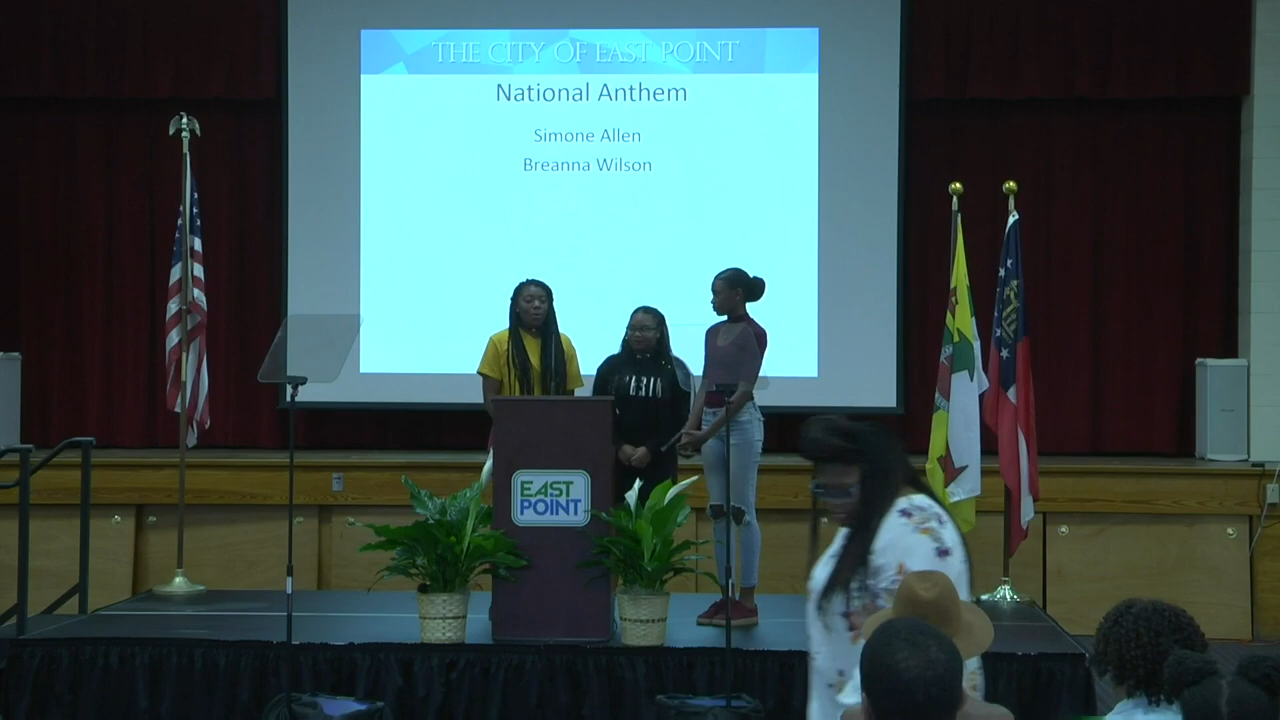 THE CITY OF EAST POINT
National Anthem
Simone Allen
Breanna Wilson
EAST
POINT